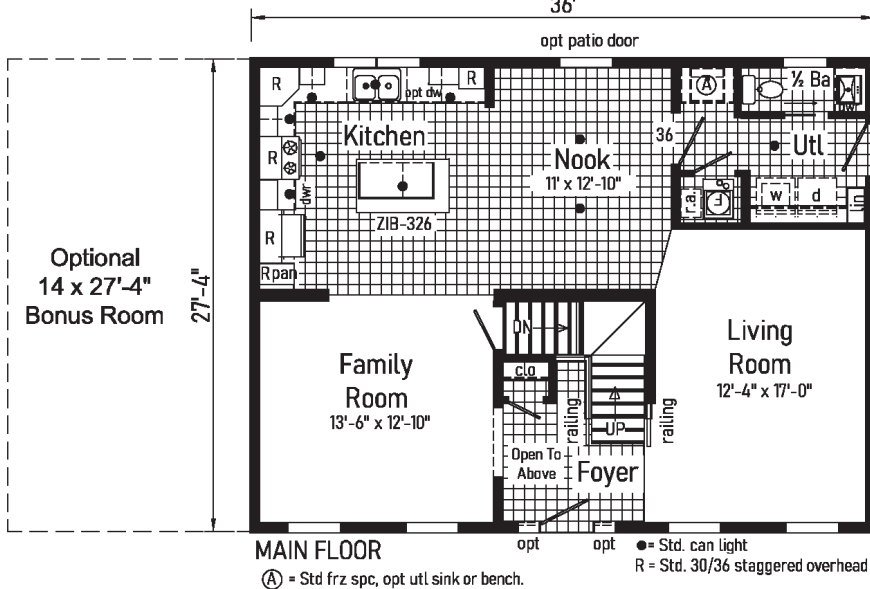 36'
opt patio door
R
R
opt dw
A
½ Ba
dwr
Kitchen
36
Utl
Nook
11' x 12'-10"
R
dwr
ZIB-326
r.a.
w
d
lin
R
Rpan
Optional
14 x 27'-4"
Bonus Room
27'-4"
DN
Living
Room
12'-4" x 17'-0"
Family
Room
13'-6" x 12'-10"
clo
railing
UP
railing
Open To
Above
Foyer
MAIN FLOOR
opt
opt
= Std. can light
A = Std frz spc, opt utl sink or bench.
R = Std. 30/36 staggered overhead